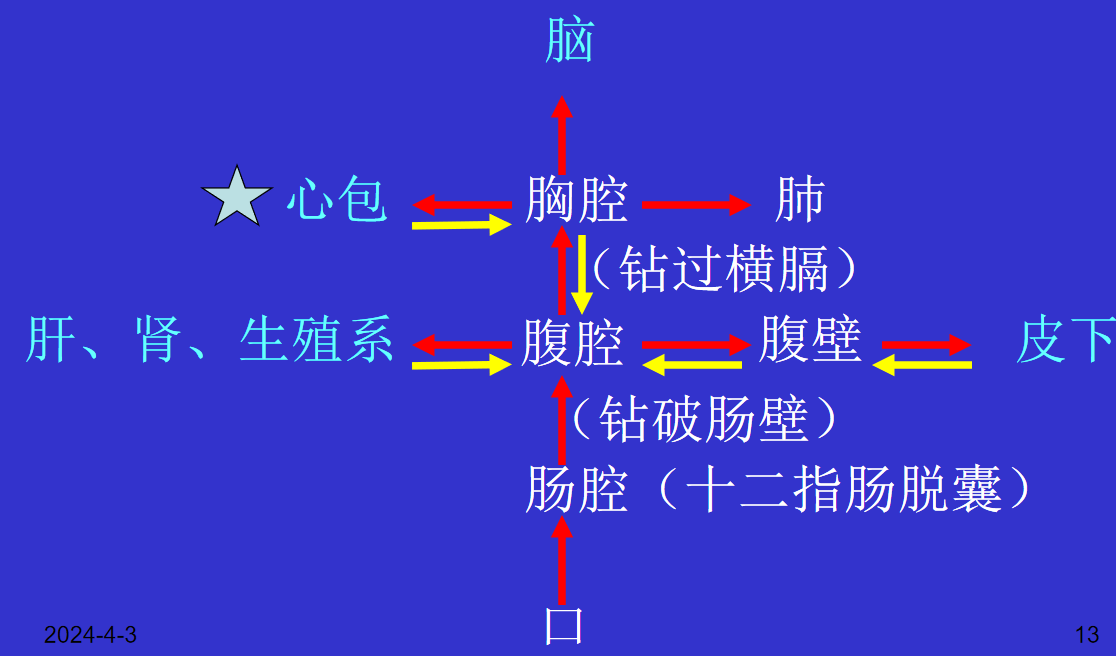 脑
心包 胸腔 肺
（钻过横膈）
肝、肾、生殖系 腹腔 腹壁 皮下
（钻破肠壁）
肠腔（十二指肠脱囊）
口
2024-4-3 13